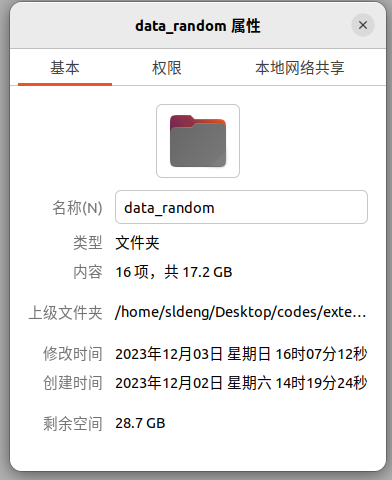 data_random 属性
基本 权限 本地网络共享
名称(N) data_random
类型 文件夹
内容 16 项，共 17.2 GB
上级文件夹 /home/sldeng/Desktop/codes/exte…
修改时间 2023年12月03日 星期日 16时07分12秒
创建时间 2023年12月02日 星期六 14时19分24秒
剩余空间 28.7 GB